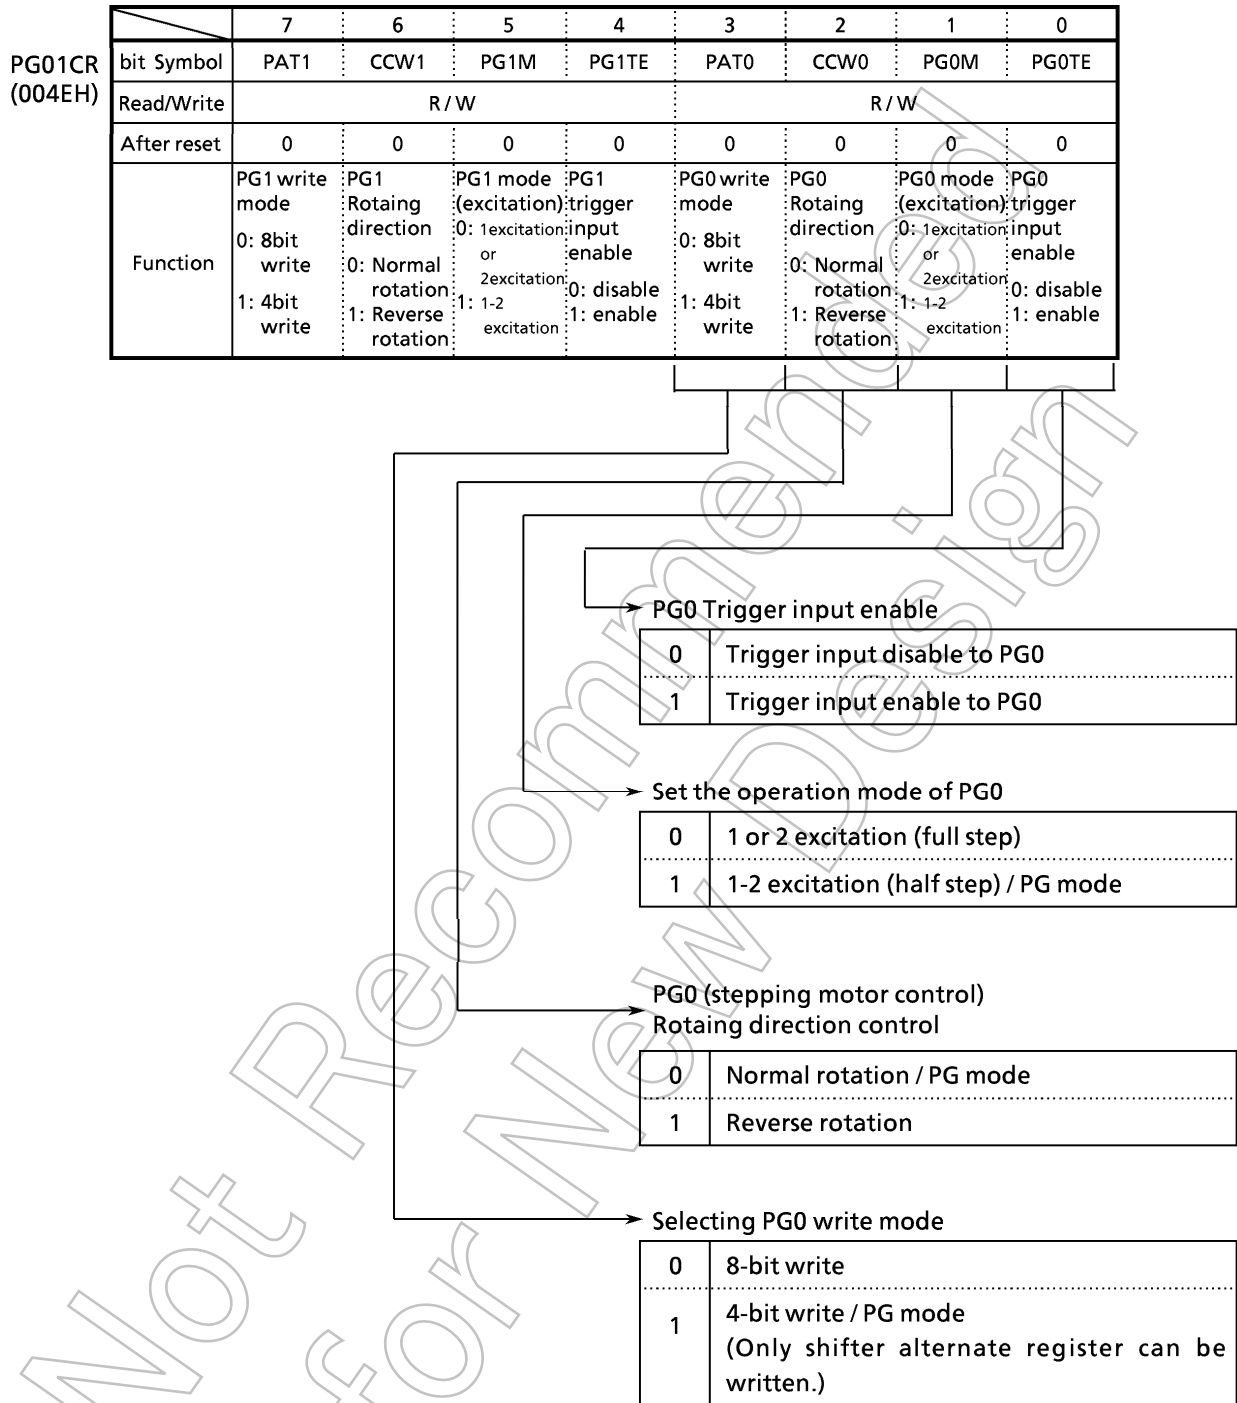 7 6 5 4 3 2 1 0
PG01CR
(004EH)
bit Symbol PAT1 CCW1 PG1M PG1TE PAT0 CCW0 PG0M PG0TE
Read/Write R / W R / W
After reset 0 0 0 0 0 0 0 0
Function
PG1 write
mode
0: 8bit
write
1: 4bit
write
PG1
Rotaing
direction
0: Normal
rotation
1: Reverse
rotation
PG1 mode
(excitation)
0: 1excitation
or
2excitation
1: 1-2
excitation
PG1
trigger
input
enable
0: disable
1: enable
PG0 write
mode
0: 8bit
write
1: 4bit
write
PG0
Rotaing
direction
0: Normal
rotation
1: Reverse
rotation
PG0 mode
(excitation)
0: 1excitation
or
2excitation
1: 1-2
excitation
PG0
trigger
input
enable
0: disable
1: enable
PG0 Trigger input enable
0 Trigger input disable to PG0
1 Trigger input enable to PG0
Set the operation mode of PG0
0 1 or 2 excitation (full step)
1 1-2 excitation (half step) / PG mode
PG0 (stepping motor control)
Rotaing direction control
0 Normal rotation / PG mode
1 Reverse rotation
Selecting PG0 write mode
0 8-bit write
1 4-bit write / PG mode
(Only shifter alternate register can be
written.)
Not Recommended
for New Design